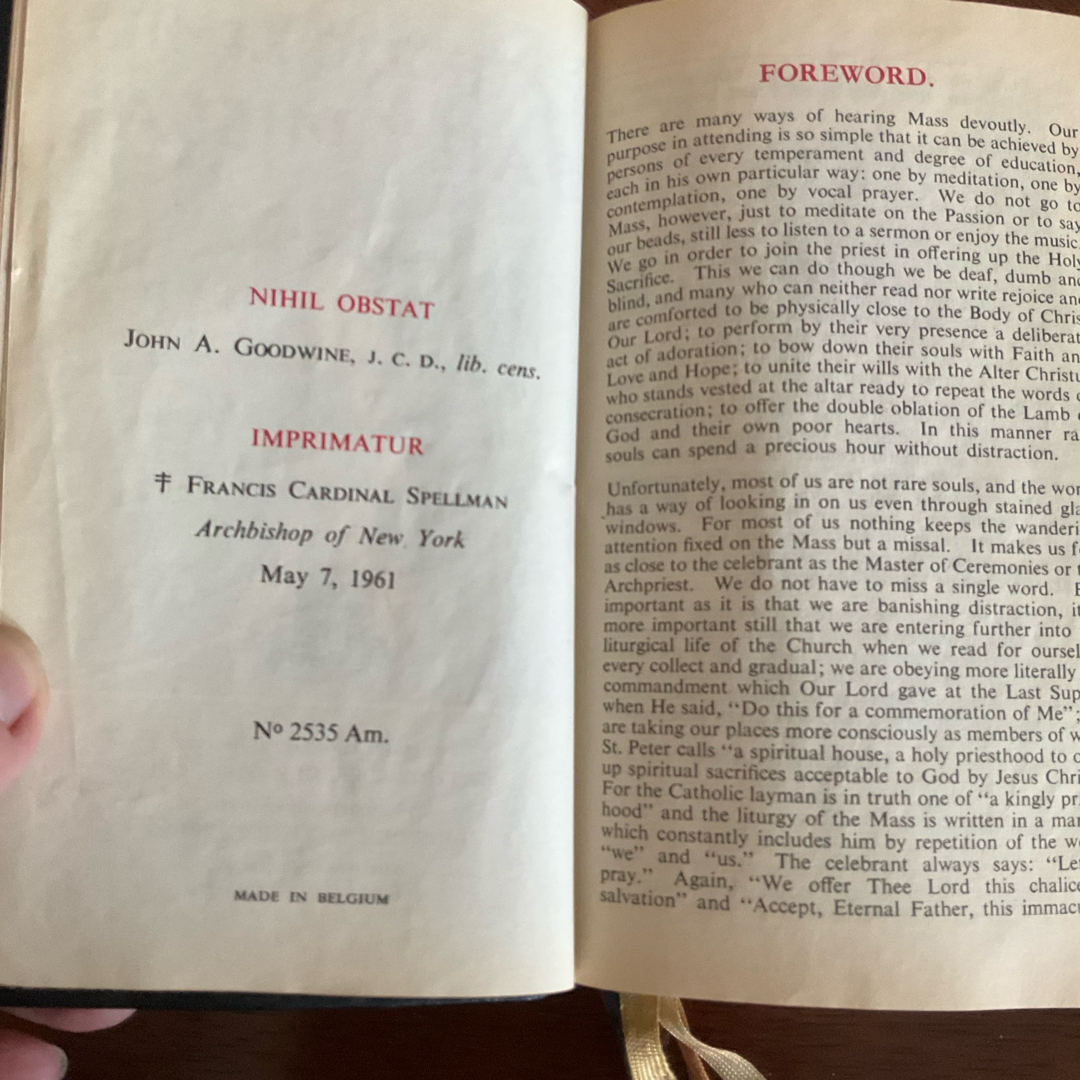 NIHIL OBSTAT
JOHN A. GOODWINE, J. C. D., lib. cens.
IMPRIMATUR
‡ FRANCIS CARDINAL SPELLMAN
Archbishop of New York
May 7, 1961
Nº 2535 Am.
MADE IN BELGIUM
FOREWORD.
There are many ways of hearing Mass devoutly. Our
purpose in attending is so simple that it can be achieved by
persons of every temperament and degree of education,
each in his own particular way: one by meditation, one by
contemplation, one by vocal prayer. We do not go to
Mass, however, just to meditate on the Passion or to say
our beads, still less to listen to a sermon or enjoy the music
We go in order to join the priest in offering up the Holy
Sacrifice. This we can do though we be deaf, dumb and
blind, and many who can neither read nor write rejoice and
are comforted to be physically close to the Body of Chris
Our Lord; to perform by their very presence a deliberat
act of adoration; to bow down their souls with Faith an
Love and Hope; to unite their wills with the Alter Christu
who stands vested at the altar ready to repeat the words
consecration; to offer the double oblation of the Lamb
God and their own poor hearts. In this manner ra
souls can spend a precious hour without distraction.
Unfortunately, most of us are not rare souls, and the wor
has a way of looking in on us even through stained gla
windows. For most of us nothing keeps the wanderi
attention fixed on the Mass but a missal. It makes us f
as close to the celebrant as the Master of Ceremonies or
Archpriest. We do not have to miss a single word.
important as it is that we are banishing distraction, it
more important still that we are entering further into
liturgical life of the Church when we read for oursel
every collect and gradual; we are obeying more literally
commandment which Our Lord gave at the Last Sup
when He said, "Do this for a commemoration of Me";
are taking our places more consciously as members of w
St. Peter calls "a spiritual house, a holy priesthood to o
up spiritual sacrifices acceptable to God by Jesus Chri
For the Catholic layman is in truth one of "a kingly pri
hood" and the liturgy of the Mass is written in a man
which constantly includes him by repetition of the w
"we" and "us." The celebrant always says: "Let
pray." Again, "We offer Thee Lord this chalice
salvation" and "Accept, Eternal Father, this immacu